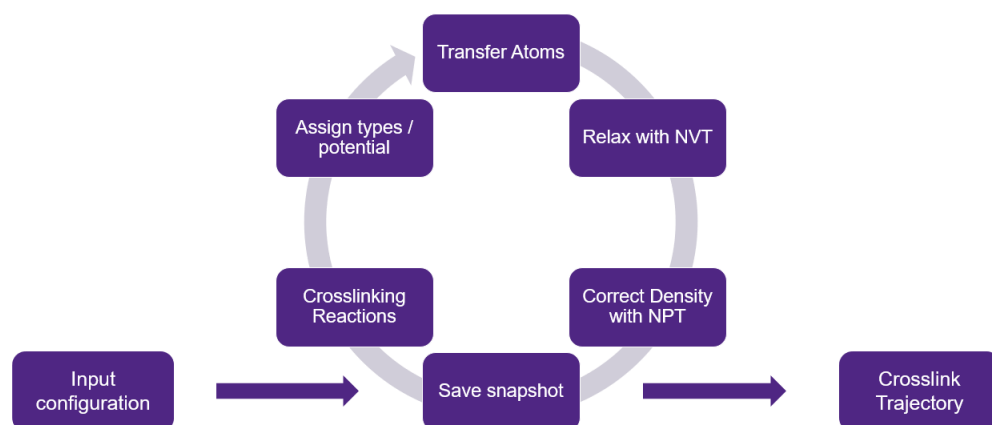 Transfer Atoms
Assign types /
potential
Relax with NVT
Crosslinking
Reactions
Correct Density
with NPT
Input
configuration
Save snapshot
Crosslink
Trajectory